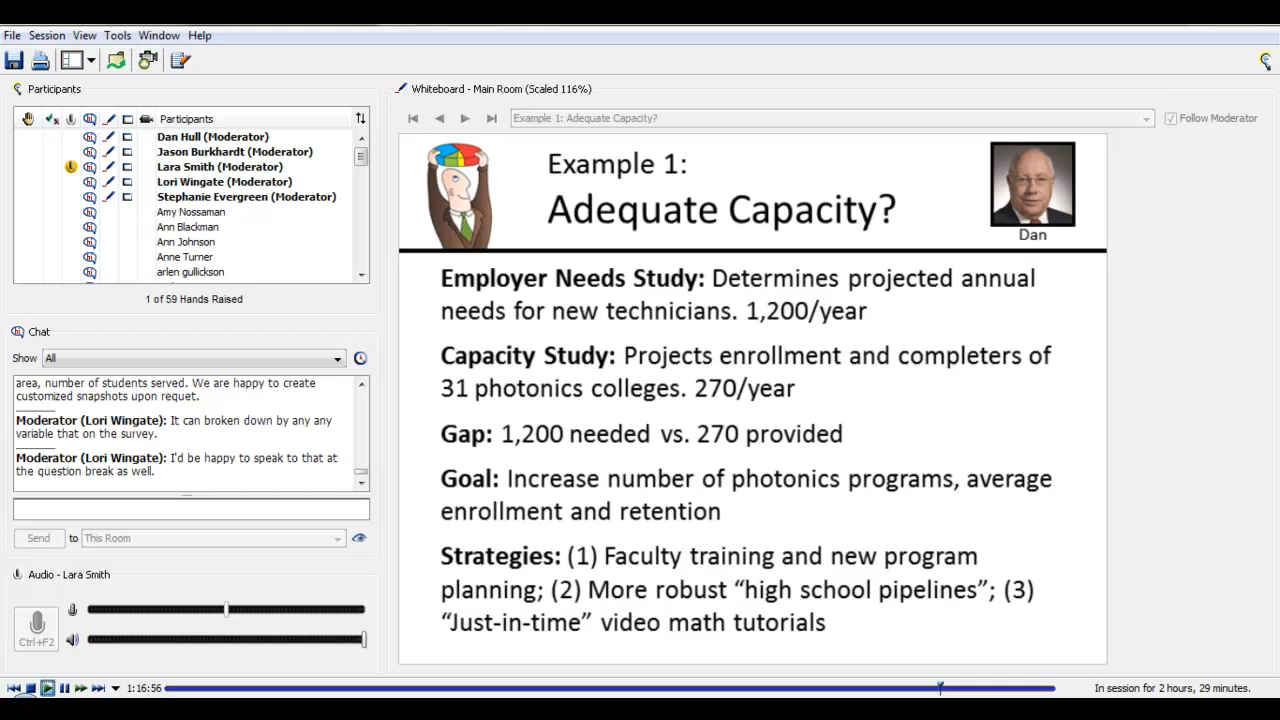 File Session View Tools Window Help
Participants
Participants
Dan Hull (Moderator)
Jason Burkhardt (Moderator)
Lara Smith (Moderator)
Lori Wingate (Moderator)
Stephanie Evergreen (Moderator)
Amy Nossaman
Ann Blackman
Ann Johnson
Anne Turner
arlen gullickson
1 of 59 Hands Raised
Chat
Show All
area, number of students served. We are happy to create
customized snapshots upon requet.
Moderator (Lori Wingate): It can broken down by any any
variable that on the survey.
Moderator (Lori Wingate): I'd be happy to speak to that at
the question break as well.
Send to This Room
Audio - Lara Smith
Ctrl+F2
Whiteboard - Main Room (Scaled 116%)
Example 1: Adequate Capacity? Follow Moderator
Example 1:
Adequate Capacity?
Dan
Employer Needs Study: Determines projected annual
needs for new technicians. 1,200/year
Capacity Study: Projects enrollment and completers of
31 photonics colleges. 270/year
Gap: 1,200 needed vs. 270 provided
Goal: Increase number of photonics programs, average
enrollment and retention
Strategies: (1) Faculty training and new program
planning; (2) More robust “high school pipelines”; (3)
“Just-in-time” video math tutorials
1:16:56 In session for 2 hours, 29 minutes.